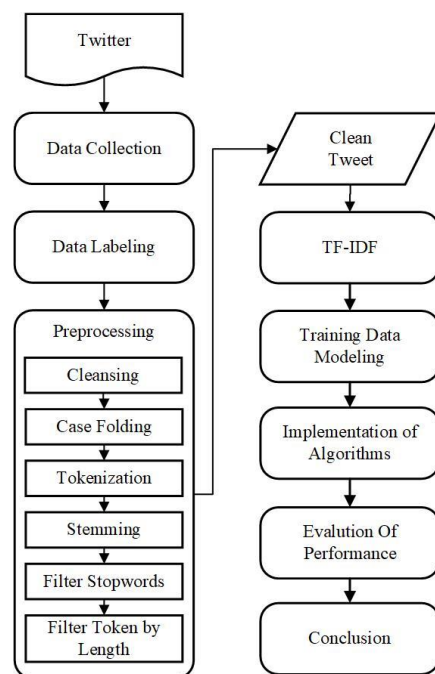 Twitter
Data Collection
Data Labeling
Preprocessing
Cleansing
Case Folding
Tokenization
Stemming
Filter Stopwords
Filter Token by
Length
Clean
Tweet
TF-IDF
Training Data
Modeling
Implementation of
Algorithms
Evalution Of
Performance
Conclusion